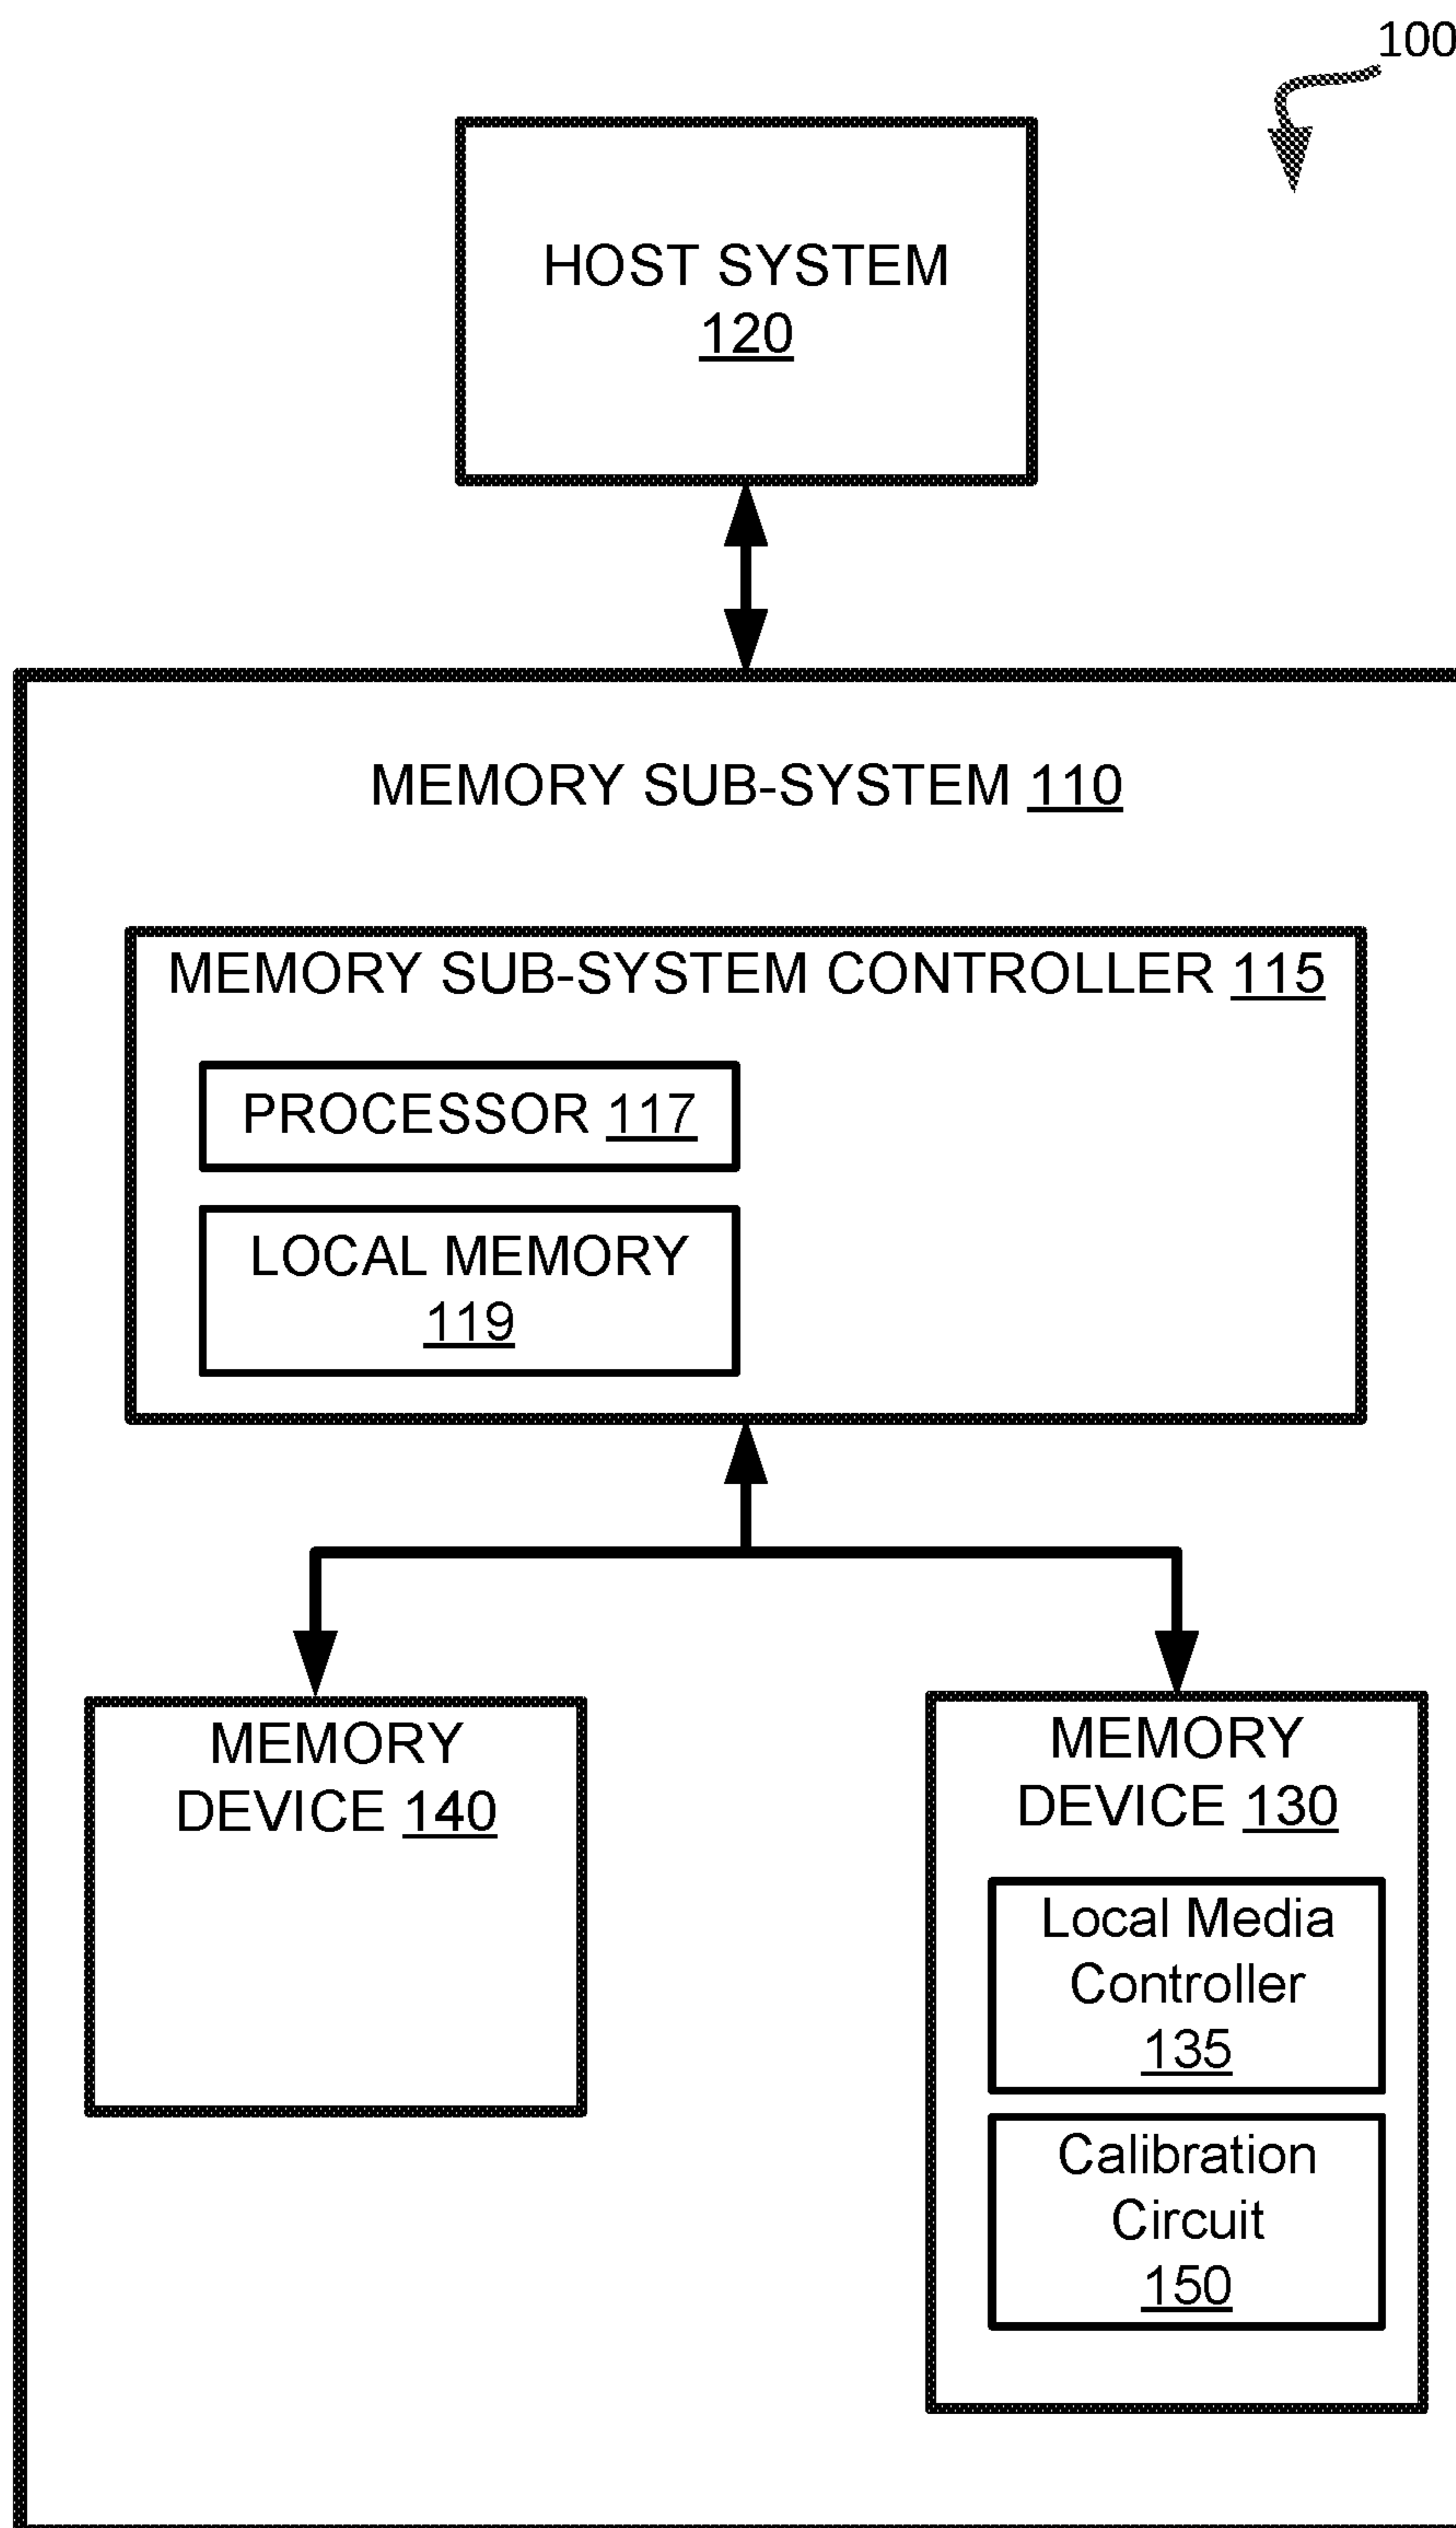 100
HOST SYSTEM
120
MEMORY SUB-SYSTEM 110
MEMORY SUB-SYSTEM CONTROLLER 115
PROCESSOR 117
LOCAL MEMORY
119
MEMORY
DEVICE 140
MEMORY
DEVICE 130
Local Media
Controller
135
Calibration
Circuit
150